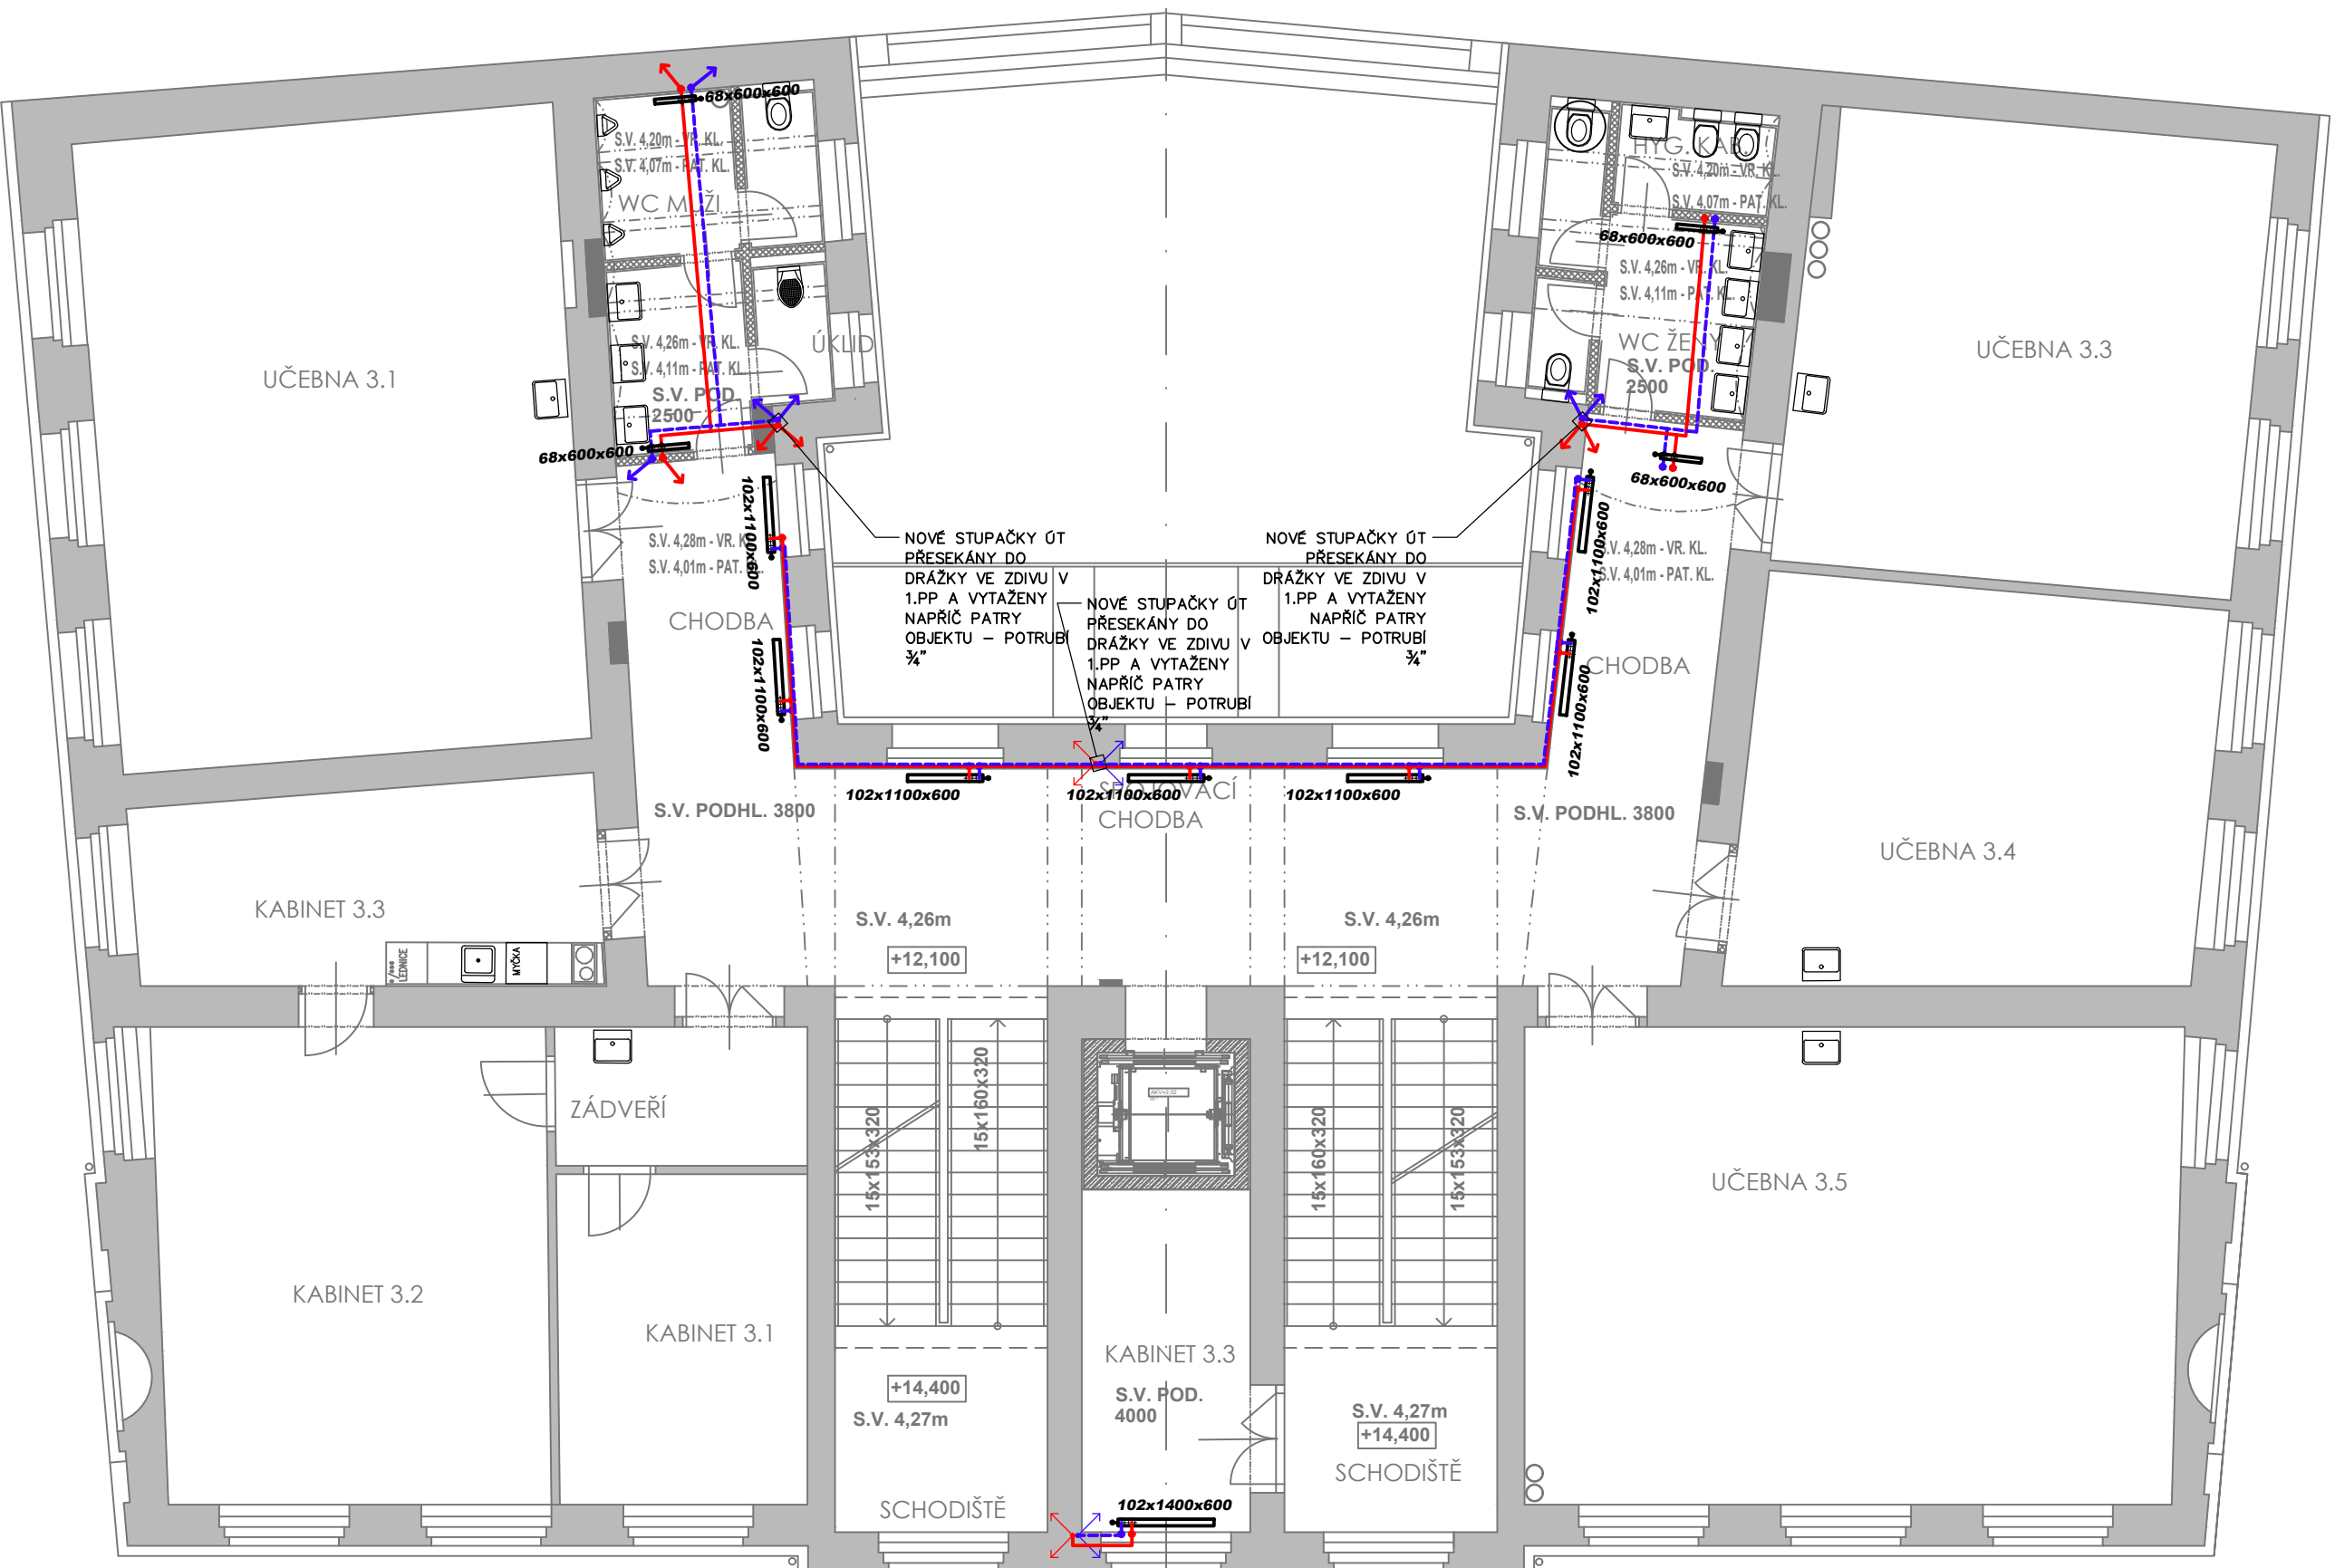 68x600x600
S.V. 4,20m - VR. KL.
S.V. 4,07m - PAT. KL.
WC MUŽI
S.V. 4,26m - VR. KL.
S.V. 4,11m - PAT. KL.
S.V. POD.
2500
ÚKLID
68x600x600
UČEBNA 3.1
HYG. KAB.
S.V. 4,20m - VR. KL.
S.V. 4,07m - PAT. KL.
68x600x600
S.V. 4,26m - VR. KL.
S.V. 4,11m - PAT. KL.
WC ŽENY
S.V. POD.
2500
68x600x600
UČEBNA 3.3
102x1100x600
S.V. 4,28m - VR. KL.
S.V. 4,01m - PAT. KL.
CHODBA
102x1100x600
NOVÉ STUPAČKY ÚT
PŘESEKÁNY DO
DRÁŽKY VE ZDIVU V
1.PP A VYTAŽENY
NAPŘÍČ PATRY
OBJEKTU – POTRUBÍ
¾"
NOVÉ STUPAČKY ÚT
PŘESEKÁNY DO
DRÁŽKY VE ZDIVU V
1.PP A VYTAŽENY
NAPŘÍČ PATRY
OBJEKTU – POTRUBÍ
¾"
NOVÉ STUPAČKY ÚT
PŘESEKÁNY DO
DRÁŽKY VE ZDIVU V
1.PP A VYTAŽENY
NAPŘÍČ PATRY
OBJEKTU – POTRUBÍ
¾"
102x1100x600
S.V. 4,28m - VR. KL.
S.V. 4,01m - PAT. KL.
CHODBA
102x1100x600
102x1100x600
102x1100x600
102x1100x600
SPOJOVACÍ
CHODBA
S.V. PODHL. 3800
S.V. PODHL. 3800
UČEBNA 3.4
KABINET 3.3
LEDNICE
MYČKA
S.V. 4,26m
+12,100
S.V. 4,26m
+12,100
ZÁDVEŘÍ
15x153x320
15x160x320
15x160x320
15x153x320
UČEBNA 3.5
KABINET 3.2
KABINET 3.1
KABINET 3.3
S.V. POD.
4000
+14,400
S.V. 4,27m
S.V. 4,27m
+14,400
SCHODIŠTĚ
SCHODIŠTĚ
102x1400x600